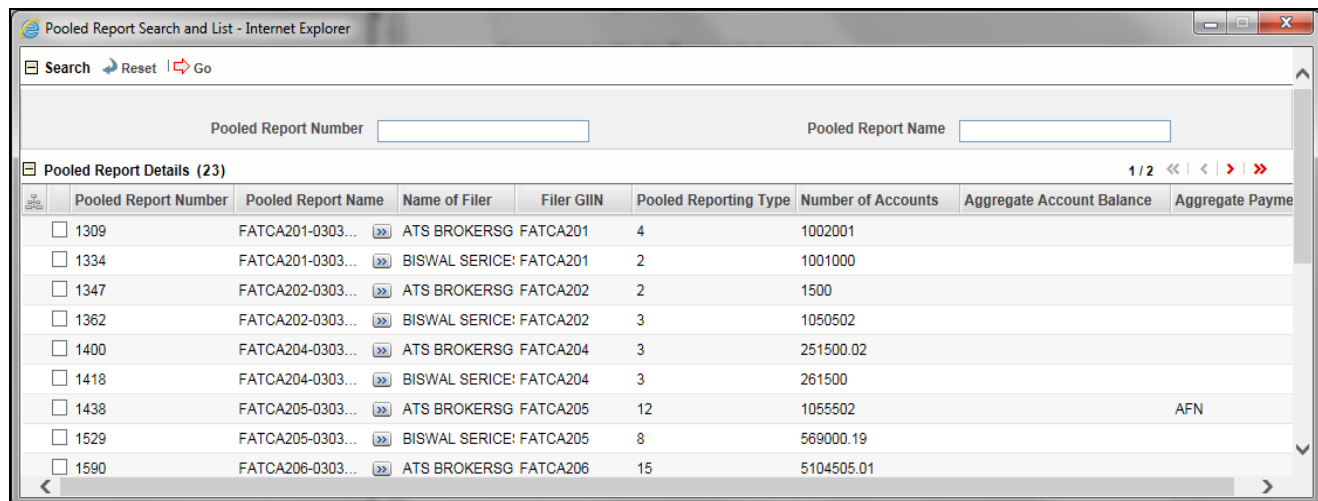 Pooled Report Search and List - Internet Explorer
Search Reset Go
Pooled Report Number Pooled Report Name
Pooled Report Details (23) 1 / 2
Pooled Report Number Pooled Report Name Name of Filer Filer GIIN Pooled Reporting Type Number of Accounts Aggregate Account Balance Aggregate Payme
1309 FATCA201-0303... ATS BROKERSG FATCA201 4 1002001
1334 FATCA201-0303... BISWAL SERICES FATCA201 2 1001000
1347 FATCA202-0303... ATS BROKERSG FATCA202 2 1500
1362 FATCA202-0303... BISWAL SERICES FATCA202 3 1050502
1400 FATCA204-0303... ATS BROKERSG FATCA204 3 251500.02
1418 FATCA204-0303... BISWAL SERICES FATCA204 3 261500
1438 FATCA205-0303... ATS BROKERSG FATCA205 12 1055502 AFN
1529 FATCA205-0303... BISWAL SERICES FATCA205 8 569000.19
1590 FATCA206-0303... ATS BROKERSG FATCA206 15 5104505.01